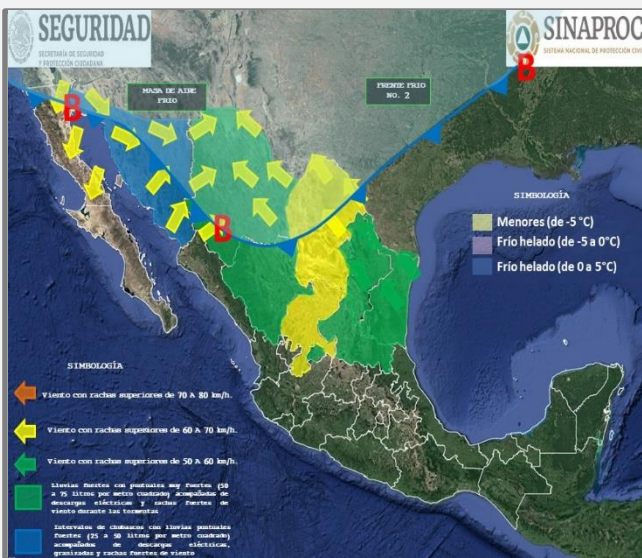 SEGURIDAD
SECRETARÍA DE SEGURIDAD
Y PROTECCIÓN CIUDADANA
SINAPROC
SISTEMA NACIONAL DE PROTECCIÓN CIVIL
B
MASA DE AIRE
FRIO
FRENTE FRIO
NO. 2
B
B
SIMBOLOGÍA
Menores (de -5 °C)
Frío helado (de -5 a 0°C)
Frío helado (de 0 a 5°C)
SIMBOLOGÍA
Viento con rachas superiores de 70 A 80 km/h.
Viento con rachas superiores de 60 A 70 km/h.
Viento con rachas superiores de 50 A 60 km/h.
Lluvias fuertes con puntuales muy fuertes (50
a 75 litros por metro cuadrado) acompañadas de
descargas eléctricas y rachas fuertes de
viento durante las tormentas
Intervalos de chubascos con lluvias puntuales
fuertes (25 a 50 litros por metro cuadrado)
acompañados de descargas eléctricas,
granizadas y rachas fuertes de viento